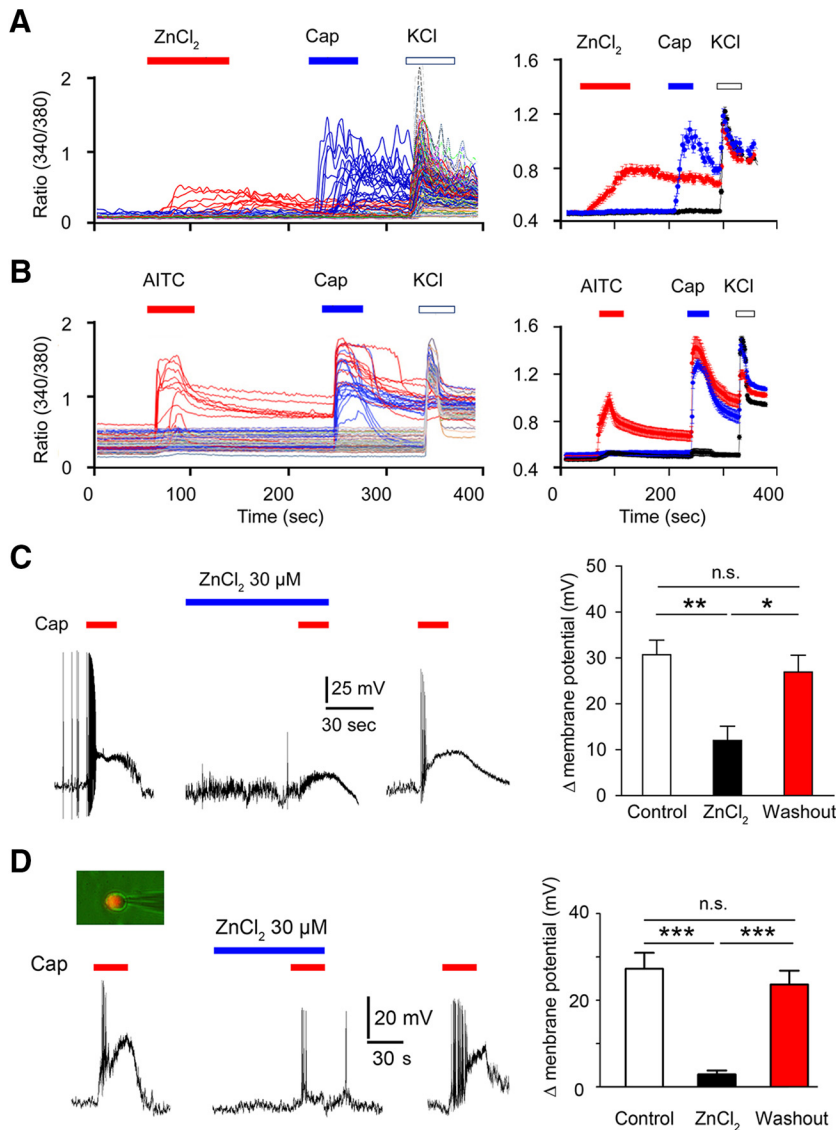 A
ZnCl2 Cap KCl
Ratio (340/380)
2
1
0
ZnCl2 Cap KCl
1.6
1.2
0.8
0.4
B
AITC Cap KCl
Ratio (340/380)
2
1
0
0 100 200 300 400
Time (sec)
AITC Cap KCl
1.6
1.2
0.8
0.4
0 200 400
Time (sec)
C
ZnCl2 30 μM
Cap
25 mV
30 sec
Δ membrane potential (mV)
50
40
30
20
10
0
n.s.
** *
Control ZnCl2 Washout
D
ZnCl2 30 μM
Cap
20 mV
30 s
Δ membrane potential (mV)
40
20
0
n.s.
*** ***
Control ZnCl2 Washout